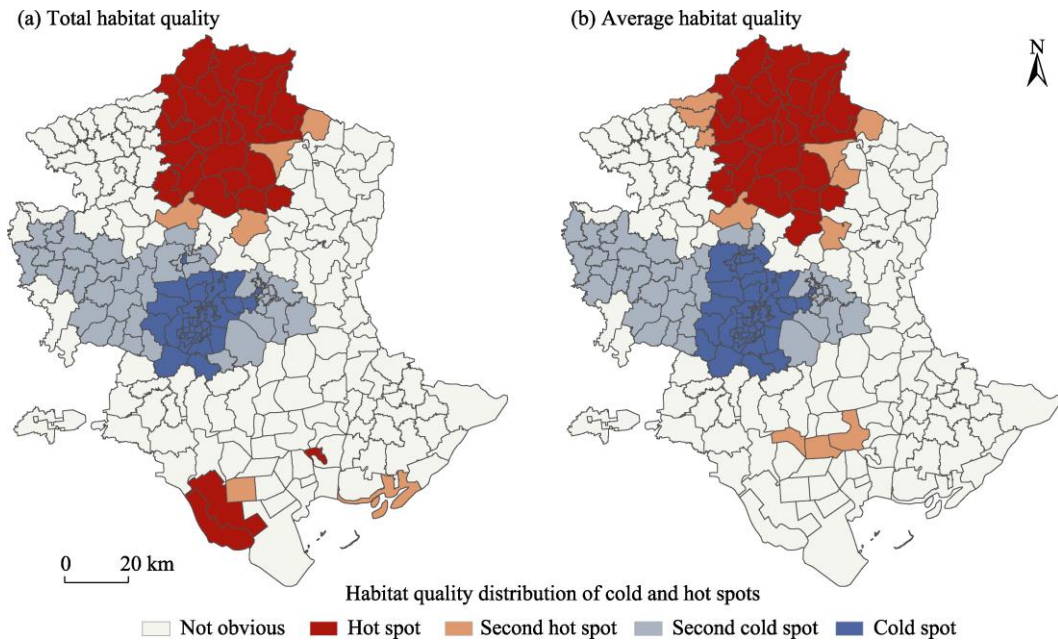 (a) Total habitat quality
(b) Average habitat quality
N
0 20 km
Habitat quality distribution of cold and hot spots
Not obvious Hot spot Second hot spot Second cold spot Cold spot